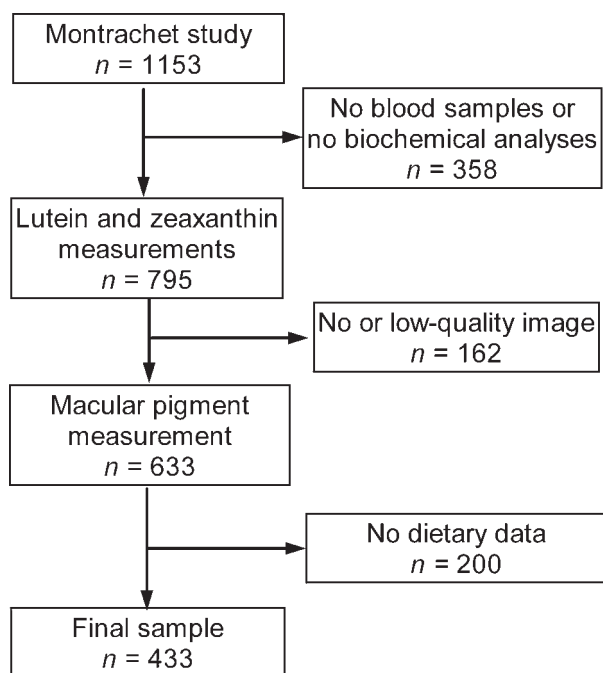 Montrachet study
n = 1153
No blood samples or
no biochemical analyses
n = 358
Lutein and zeaxanthin
measurements
n = 795
No or low-quality image
n = 162
Macular pigment
measurement
n = 633
No dietary data
n = 200
Final sample
n = 433